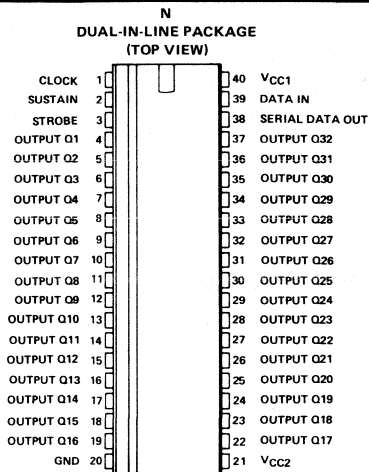 N
DUAL-IN-LINE PACKAGE
(TOP VIEW)
CLOCK 1 40 VCC1
SUSTAIN 2 39 DATA IN
STROBE 3 38 SERIAL DATA OUT
OUTPUT Q1 4 37 OUTPUT Q32
OUTPUT Q2 5 36 OUTPUT Q31
OUTPUT Q3 6 35 OUTPUT Q30
OUTPUT Q4 7 34 OUTPUT Q29
OUTPUT Q5 8 33 OUTPUT Q28
OUTPUT Q6 9 32 OUTPUT Q27
OUTPUT Q7 10 31 OUTPUT Q26
OUTPUT Q8 11 30 OUTPUT Q25
OUTPUT Q9 12 29 OUTPUT Q24
OUTPUT Q10 13 28 OUTPUT Q23
OUTPUT Q11 14 27 OUTPUT Q22
OUTPUT Q12 15 26 OUTPUT Q21
OUTPUT Q13 16 25 OUTPUT Q20
OUTPUT Q14 17 24 OUTPUT Q19
OUTPUT Q15 18 23 OUTPUT Q18
OUTPUT Q16 19 22 OUTPUT Q17
GND 20 21 VCC2